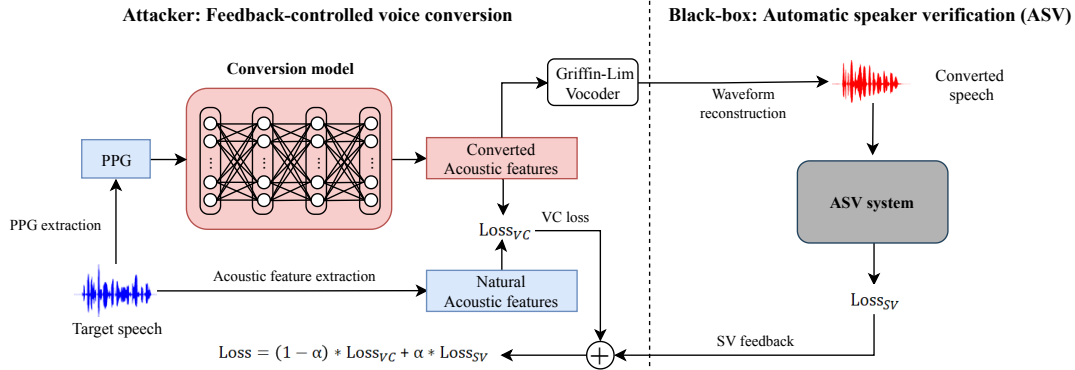 Attacker: Feedback-controlled voice conversion
Black-box: Automatic speaker verification (ASV)
Conversion model
Griffin-Lim
Vocoder
Waveform
reconstruction
Converted
speech
PPG
Converted
Acoustic features
ASV system
PPG extraction
Loss_VC
VC loss
Acoustic feature extraction
Natural
Acoustic features
Target speech
Loss_SV
SV feedback
Loss = (1 − α) * Loss_VC + α * Loss_SV